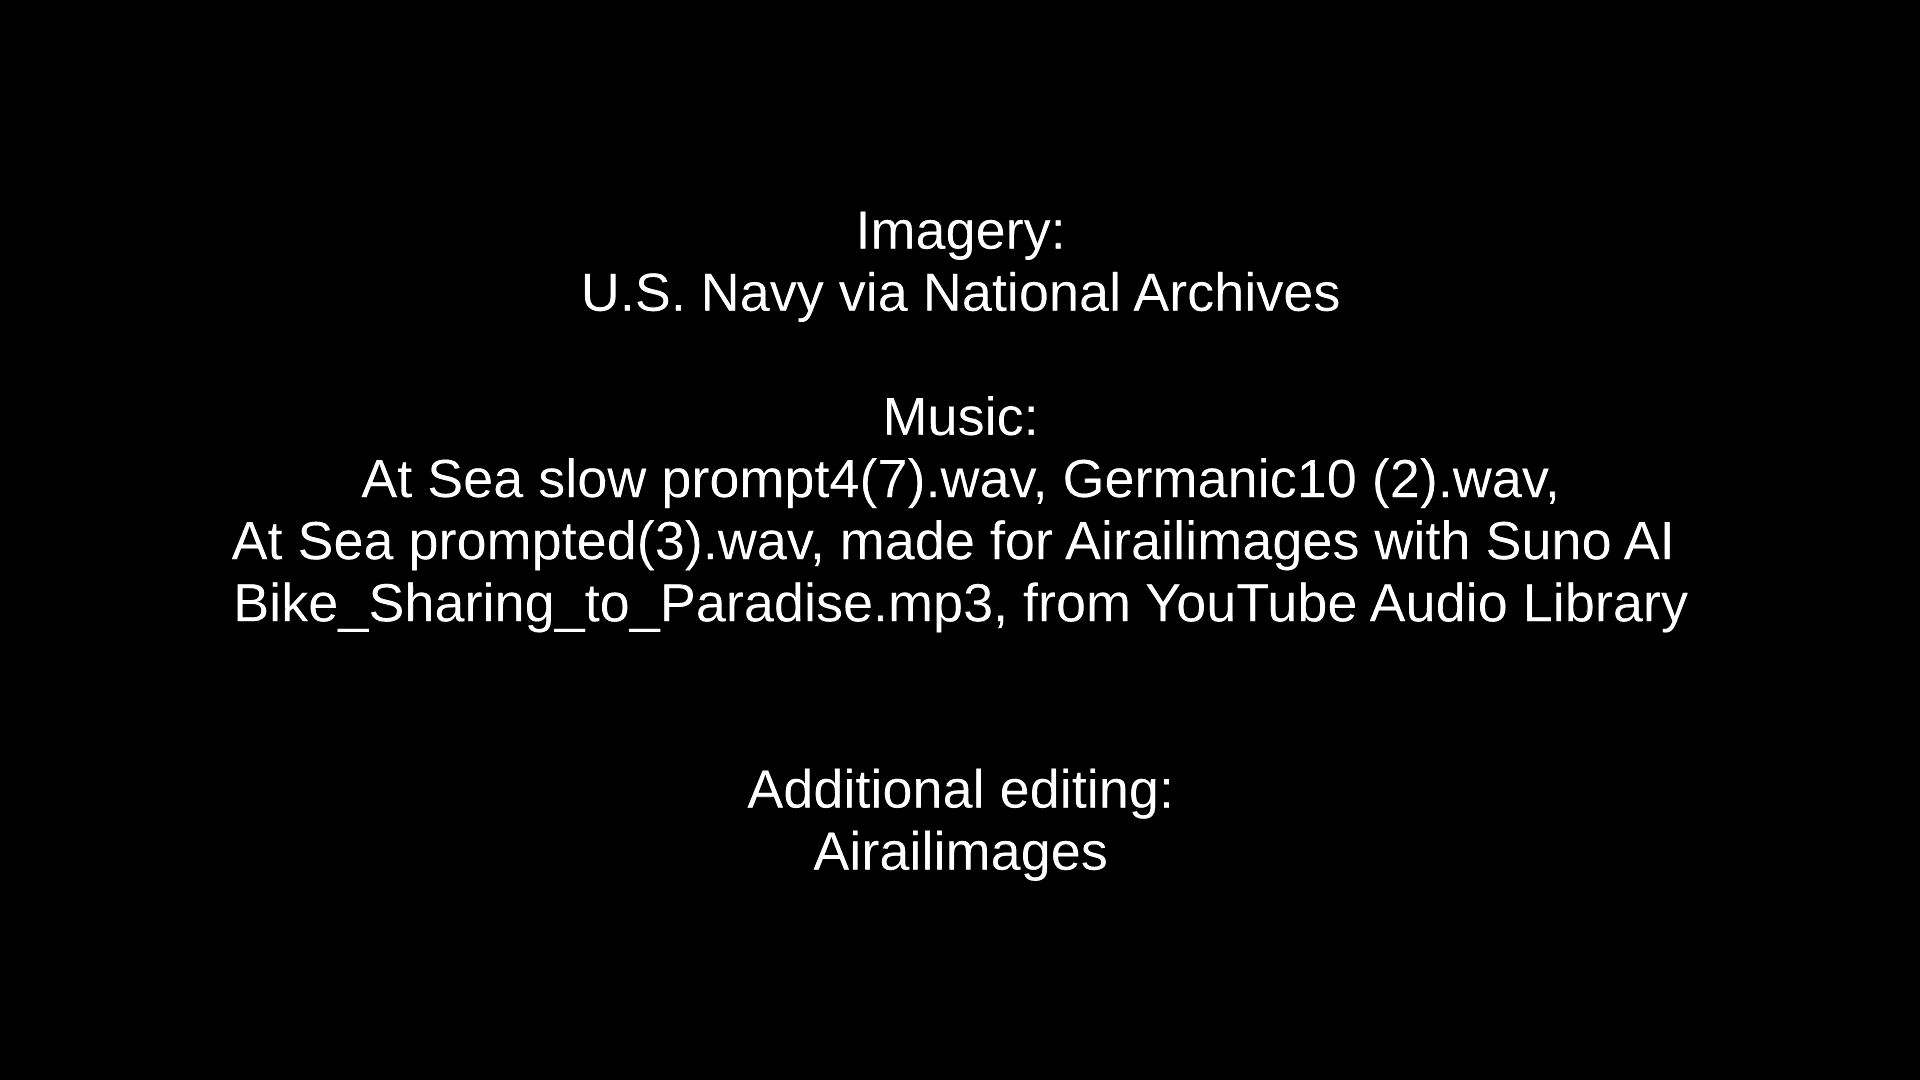 Imagery:
U.S. Navy via National Archives
Music:
At Sea slow prompt4(7).wav, Germanic10 (2).wav,
At Sea prompted(3).wav, made for Airailimages with Suno AI
Bike_Sharing_to_Paradise.mp3, from YouTube Audio Library
Additional editing:
Airailimages